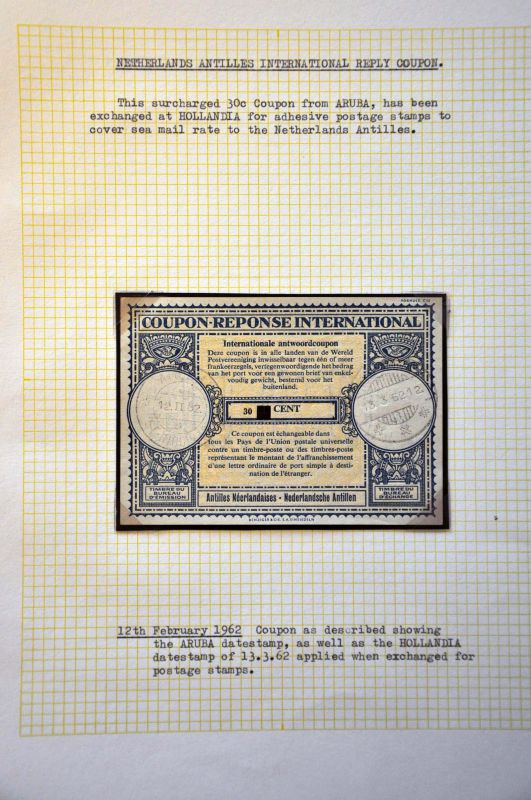 NETHERLANDS ANTILLES INTERNATIONAL REPLY COUPON.
This surcharged 30c Coupon from ARUBA, has been
exchanged at HOLLANDIA for adhesive postage stamps to
cover sea mail rate to the Netherlands Antilles.
COUPON-REPONSE INTERNATIONAL
Internationale antwoordcoupon
Deze coupon is in alle landen van de Wereld
Postvereniging inwisselbaar tegen één of meer
frankeerzegels, vertegenwoordigende het bedrag
van het port voor een gewonen brief van enkel-
voudig gewicht, bestemd voor het
buitenland.
12.II.62
30 CENT
13.3.62.12
Ce coupon est échangeable dans
tous les Pays de l'Union postale universelle
contre un timbre-poste ou des timbres-poste
représentant le montant de l'affranchissement
d'une lettre ordinaire de port simple à desti-
nation de l'étranger.
TIMBRE DU
BUREAU
D'ÉMISSION
Antilles Néerlandaises - Nederlandsche Antillen
TIMBRE DU
BUREAU
D'ÉCHANGE
12th February 1962 Coupon as described showing
the ARUBA datestamp, as well as the HOLLANDIA
datestamp of 13.3.62 applied when exchanged for
postage stamps.